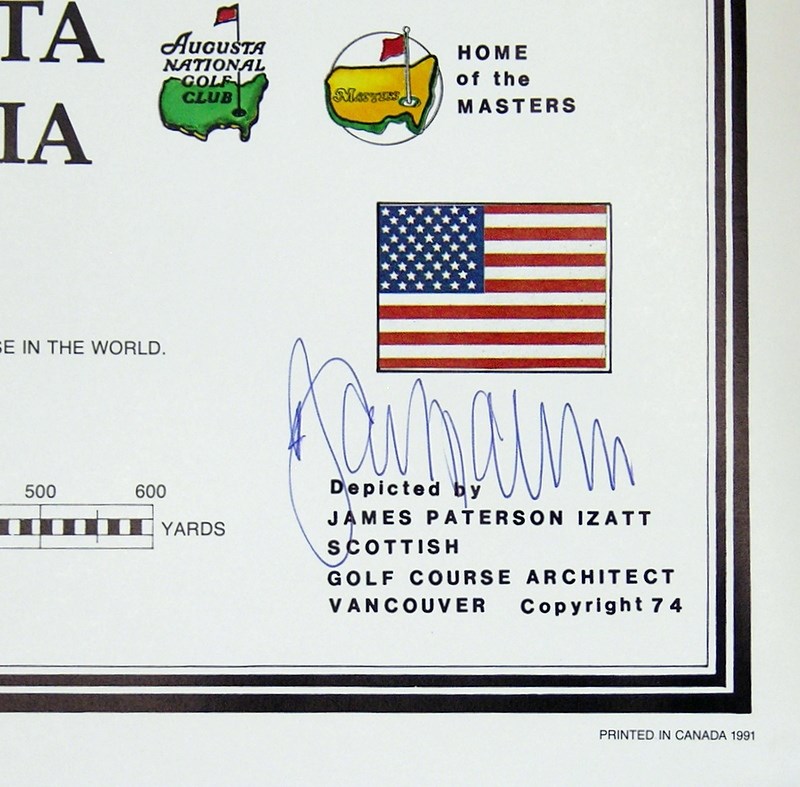 TA
IA
AUGUSTA
NATIONAL
GOLF
CLUB
Masters
HOME
of the
MASTERS
SE IN THE WORLD.
500 600
YARDS
Depicted by
JAMES PATERSON IZATT
SCOTTISH
GOLF COURSE ARCHITECT
VANCOUVER Copyright 74
PRINTED IN CANADA 1991